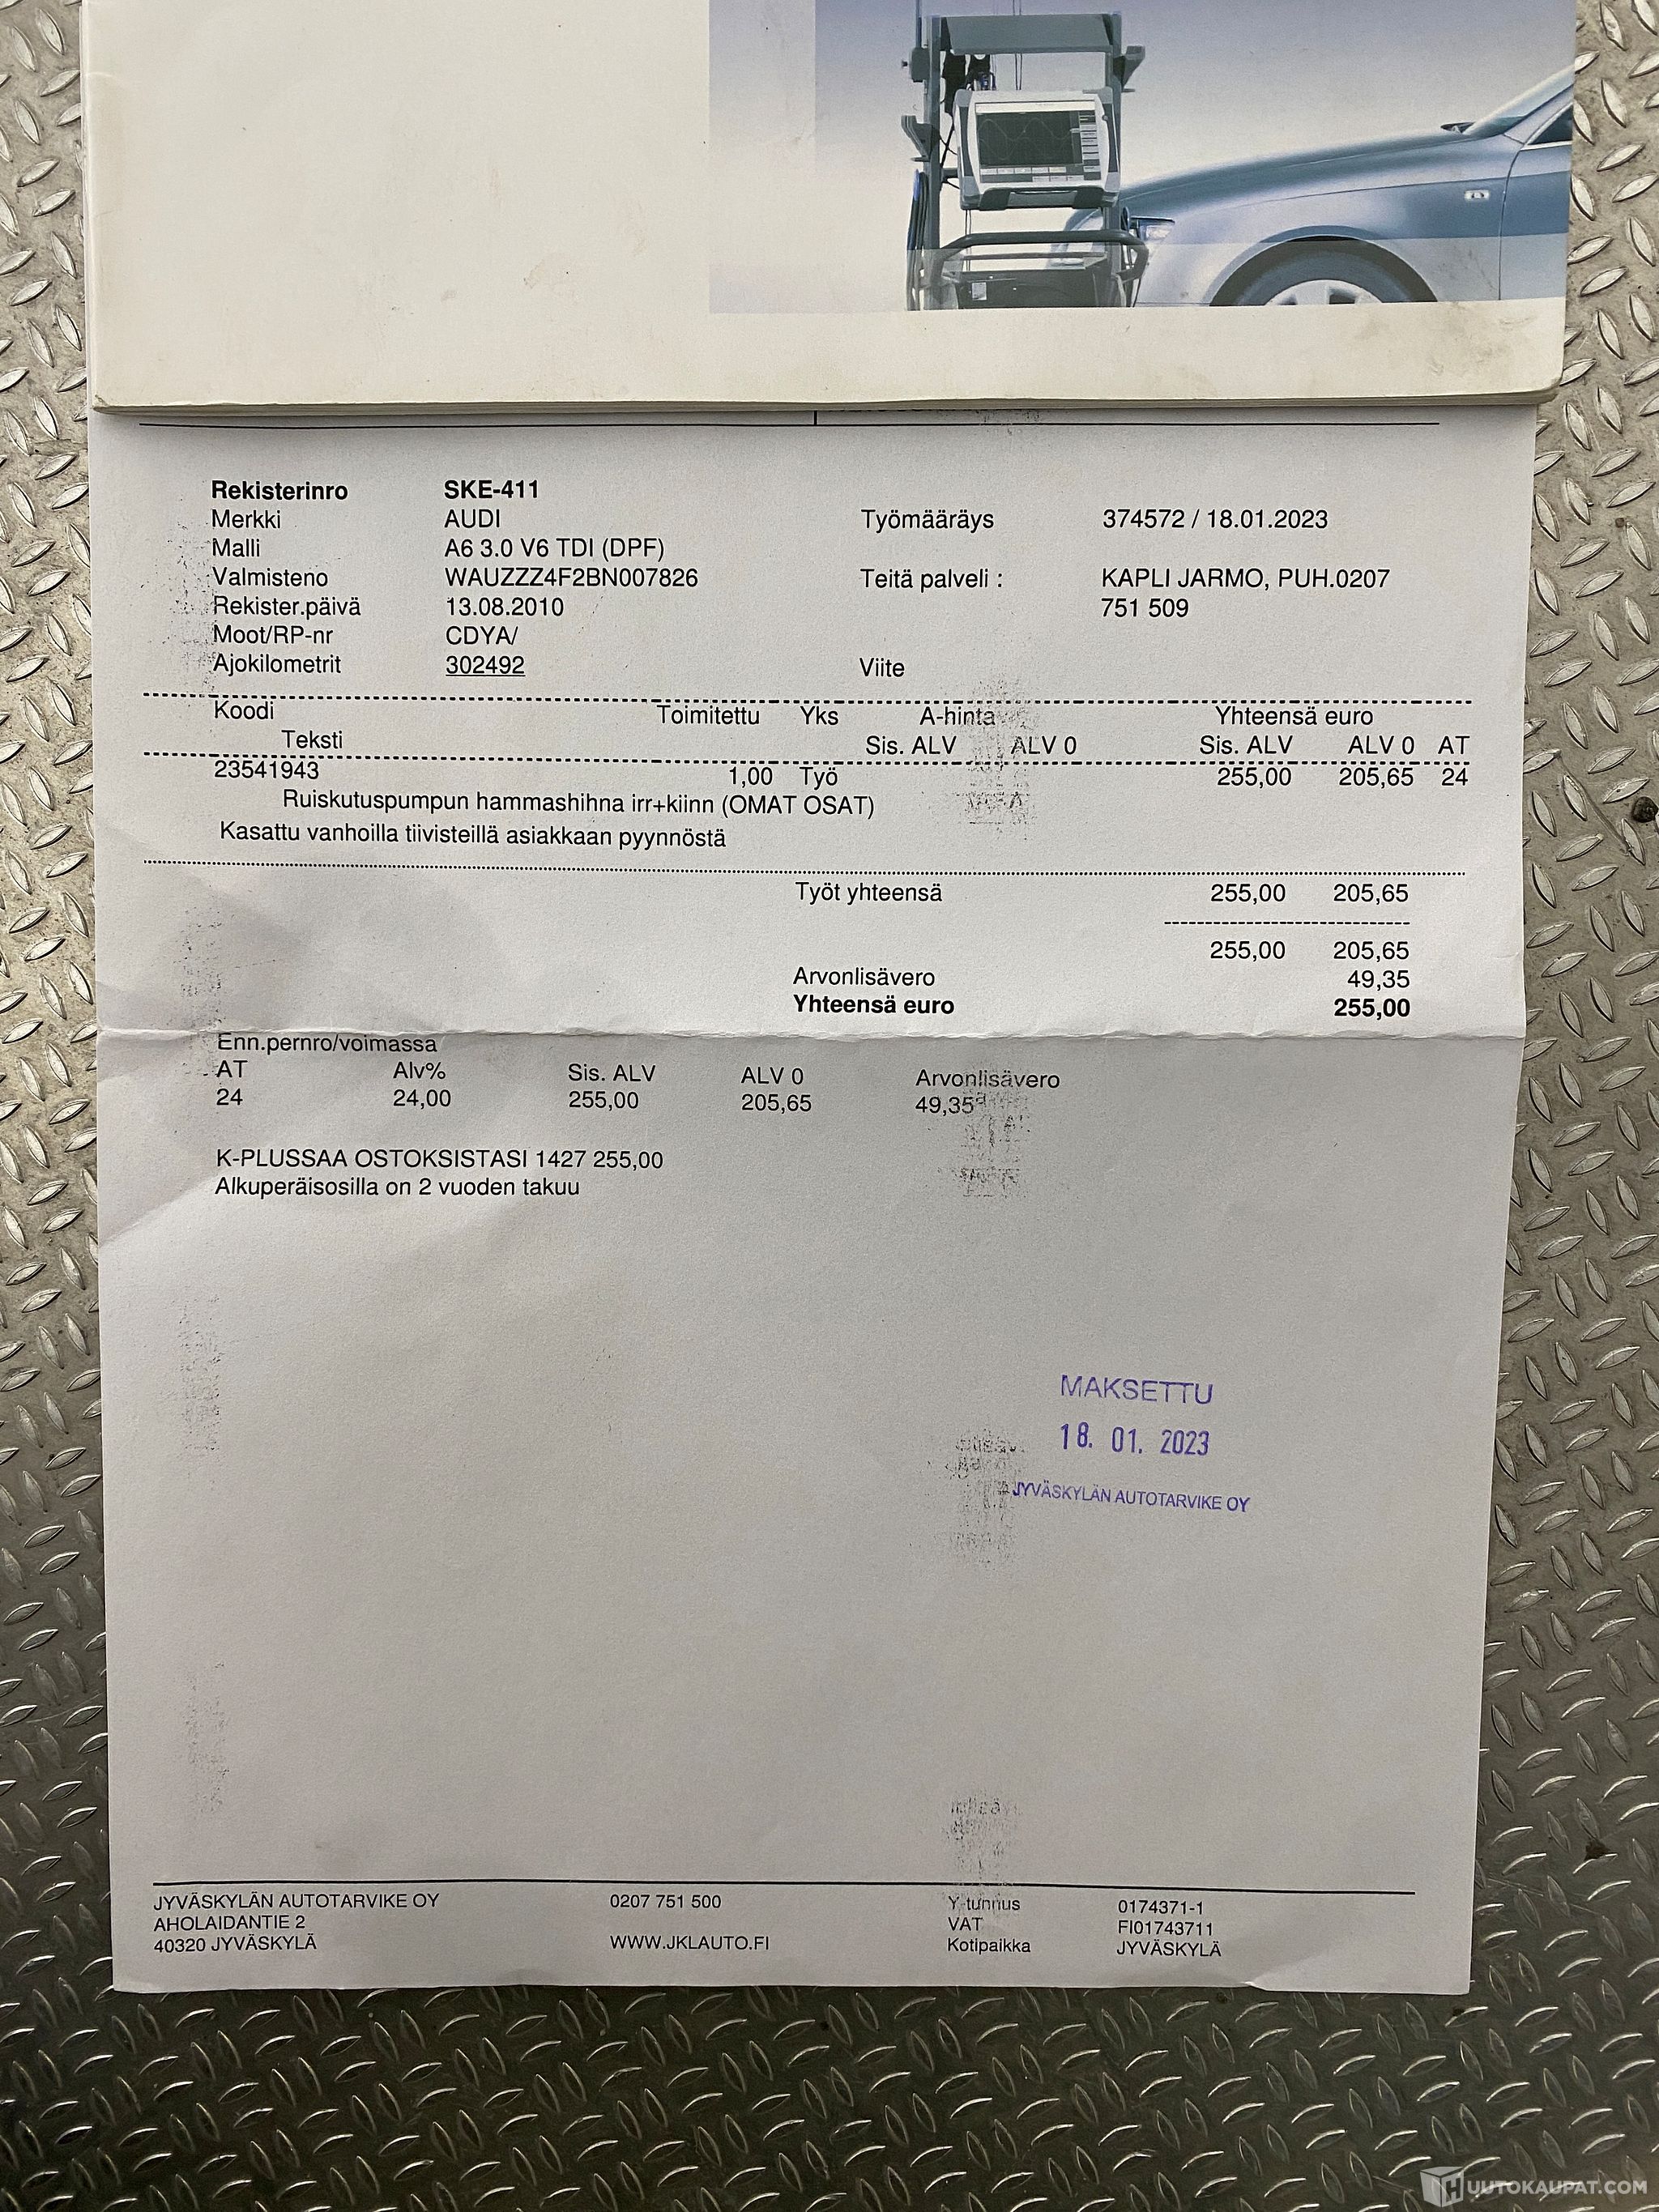 Rekisterinro SKE-411
Merkki AUDI Työmääräys 374572 / 18.01.2023
Malli A6 3.0 V6 TDI (DPF)
Valmisteno WAUZZZ4F2BN007826 Teitä palveli : KAPLI JARMO, PUH.0207
Rekister.päivä 13.08.2010 751 509
Moot/RP-nr CDYA/
Ajokilometrit 302492 Viite
Koodi Toimitettu Yks A-hinta Yhteensä euro
Teksti Sis. ALV ALV 0 Sis. ALV ALV 0 AT
23541943 1,00 Työ 255,00 205,65 24
Ruiskutuspumpun hammashihna irr+kiinn (OMAT OSAT)
Kasattu vanhoilla tiivisteillä asiakkaan pyynnöstä
Työt yhteensä 255,00 205,65
255,00 205,65
Arvonlisävero 49,35
Yhteensä euro 255,00
Enn.pernro/voimassa
AT Alv% Sis. ALV ALV 0 Arvonlisävero
24 24,00 255,00 205,65 49,35
K-PLUSSAA OSTOKSISTASI 1427 255,00
Alkuperäisosilla on 2 vuoden takuu
MAKSETTU
18. 01. 2023
JYVÄSKYLÄN AUTOTARVIKE OY
JYVÄSKYLÄN AUTOTARVIKE OY 0207 751 500 Y-tunnus 0174371-1
AHOLAIDANTIE 2 VAT FI01743711
40320 JYVÄSKYLÄ WWW.JKLAUTO.FI Kotipaikka JYVÄSKYLÄ
HUUTOKAUPAT.COM